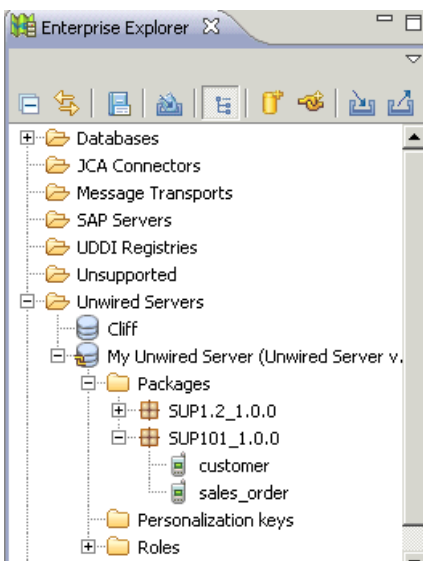 Enterprise Explorer
Databases
JCA Connectors
Message Transports
SAP Servers
UDDI Registries
Unsupported
Unwired Servers
Cliff
My Unwired Server (Unwired Server v.
Packages
SUP1.2_1.0.0
SUP101_1.0.0
customer
sales_order
Personalization keys
Roles